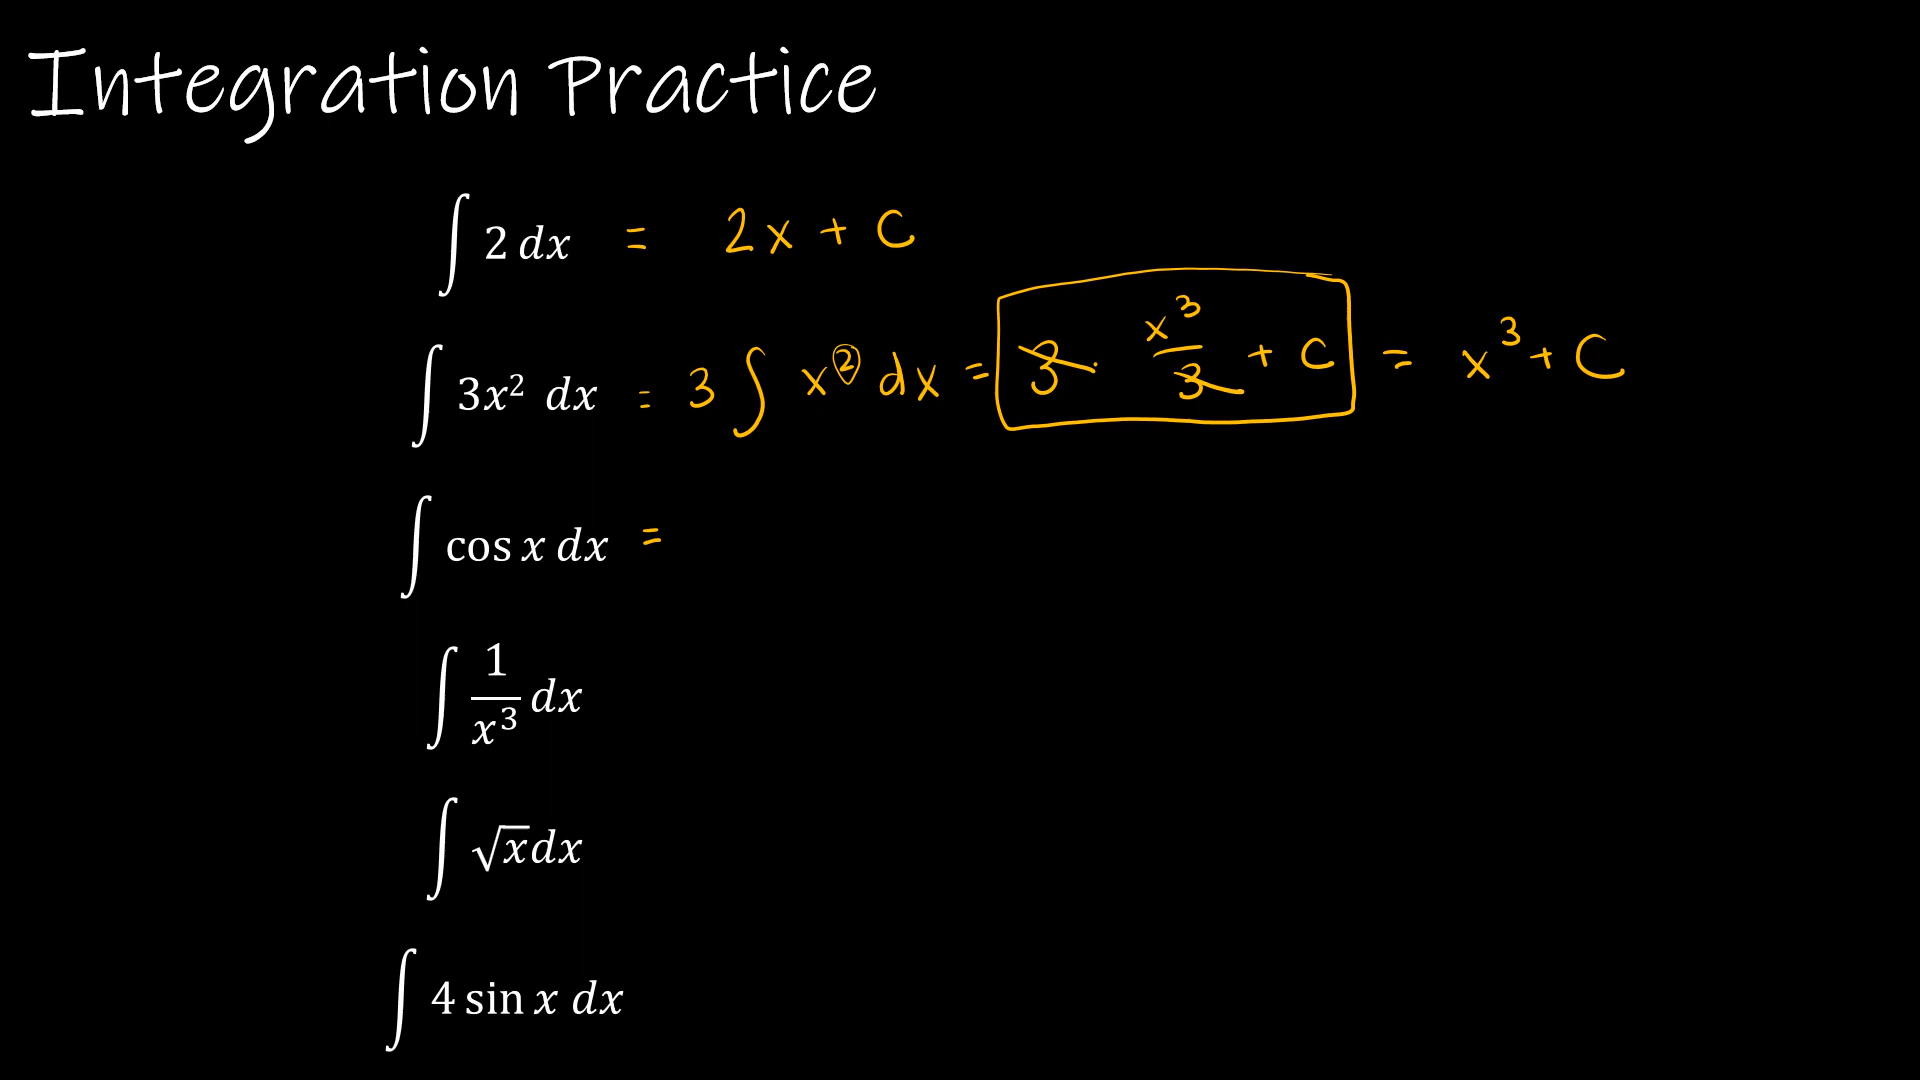 Integration Practice
∫ 2 dx = 2x + C
∫ 3x² dx = 3 ∫ x² dx = 3 · x³/3 + C = x³ + C
∫ cos x dx =
∫ 1/x³ dx
∫ √x dx
∫ 4 sin x dx